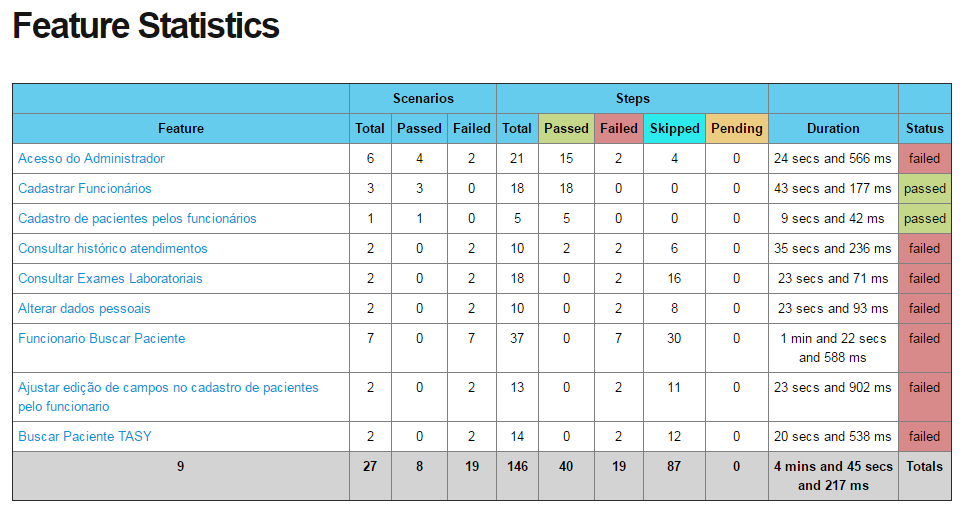 Feature Statistics
Scenarios Steps
Feature Total Passed Failed Total Passed Failed Skipped Pending Duration Status
Acesso do Administrador 6 4 2 21 15 2 4 0 24 secs and 566 ms failed
Cadastrar Funcionários 3 3 0 18 18 0 0 0 43 secs and 177 ms passed
Cadastro de pacientes pelos funcionários 1 1 0 5 5 0 0 0 9 secs and 42 ms passed
Consultar histórico atendimentos 2 0 2 10 2 2 6 0 35 secs and 236 ms failed
Consultar Exames Laboratoriais 2 0 2 18 0 2 16 0 23 secs and 71 ms failed
Alterar dados pessoais 2 0 2 10 0 2 8 0 23 secs and 93 ms failed
Funcionario Buscar Paciente 7 0 7 37 0 7 30 0 1 min and 22 secs failed
and 588 ms
Ajustar edição de campos no cadastro de pacientes 2 0 2 13 0 2 11 0 23 secs and 902 ms failed
pelo funcionario
Buscar Paciente TASY 2 0 2 14 0 2 12 0 20 secs and 538 ms failed
9 27 8 19 146 40 19 87 0 4 mins and 45 secs Totals
and 217 ms